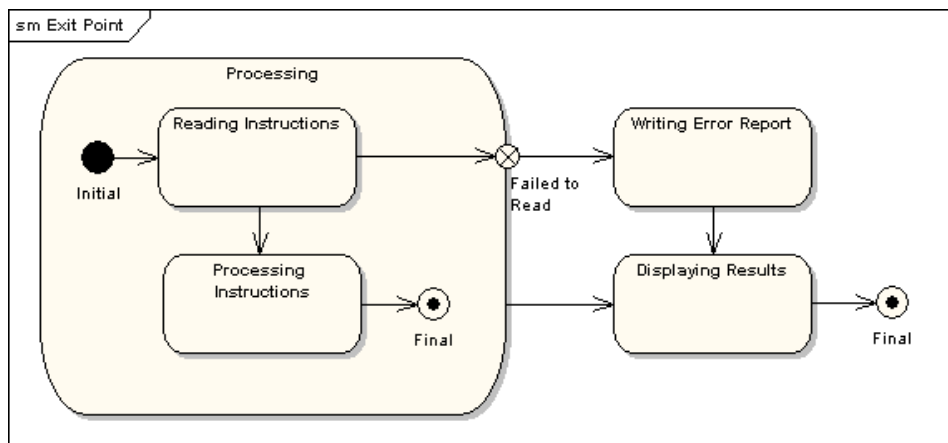 sm Exit Point
Processing
Reading Instructions
Writing Error Report
Initial
Failed to
Read
Processing
Instructions
Displaying Results
Final
Final